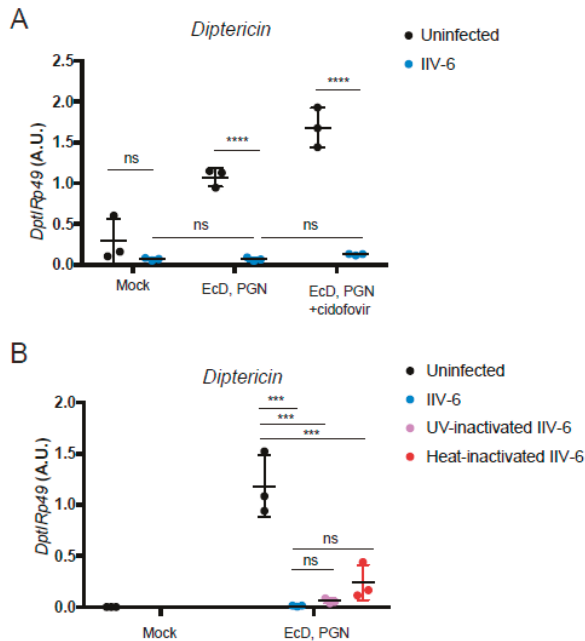 A
Diptericin
Uninfected
IIV-6
Dpt/Rp49 (A.U.)
2.5
2.0
1.5
1.0
0.5
0.0
ns
****
****
ns
ns
Mock
EcD, PGN
EcD, PGN
+cidofovir
B
Diptericin
Uninfected
IIV-6
UV-inactivated IIV-6
Heat-inactivated IIV-6
Dpt/Rp49 (A.U.)
2.0
1.5
1.0
0.5
0.0
***
***
***
ns
ns
Mock
EcD, PGN